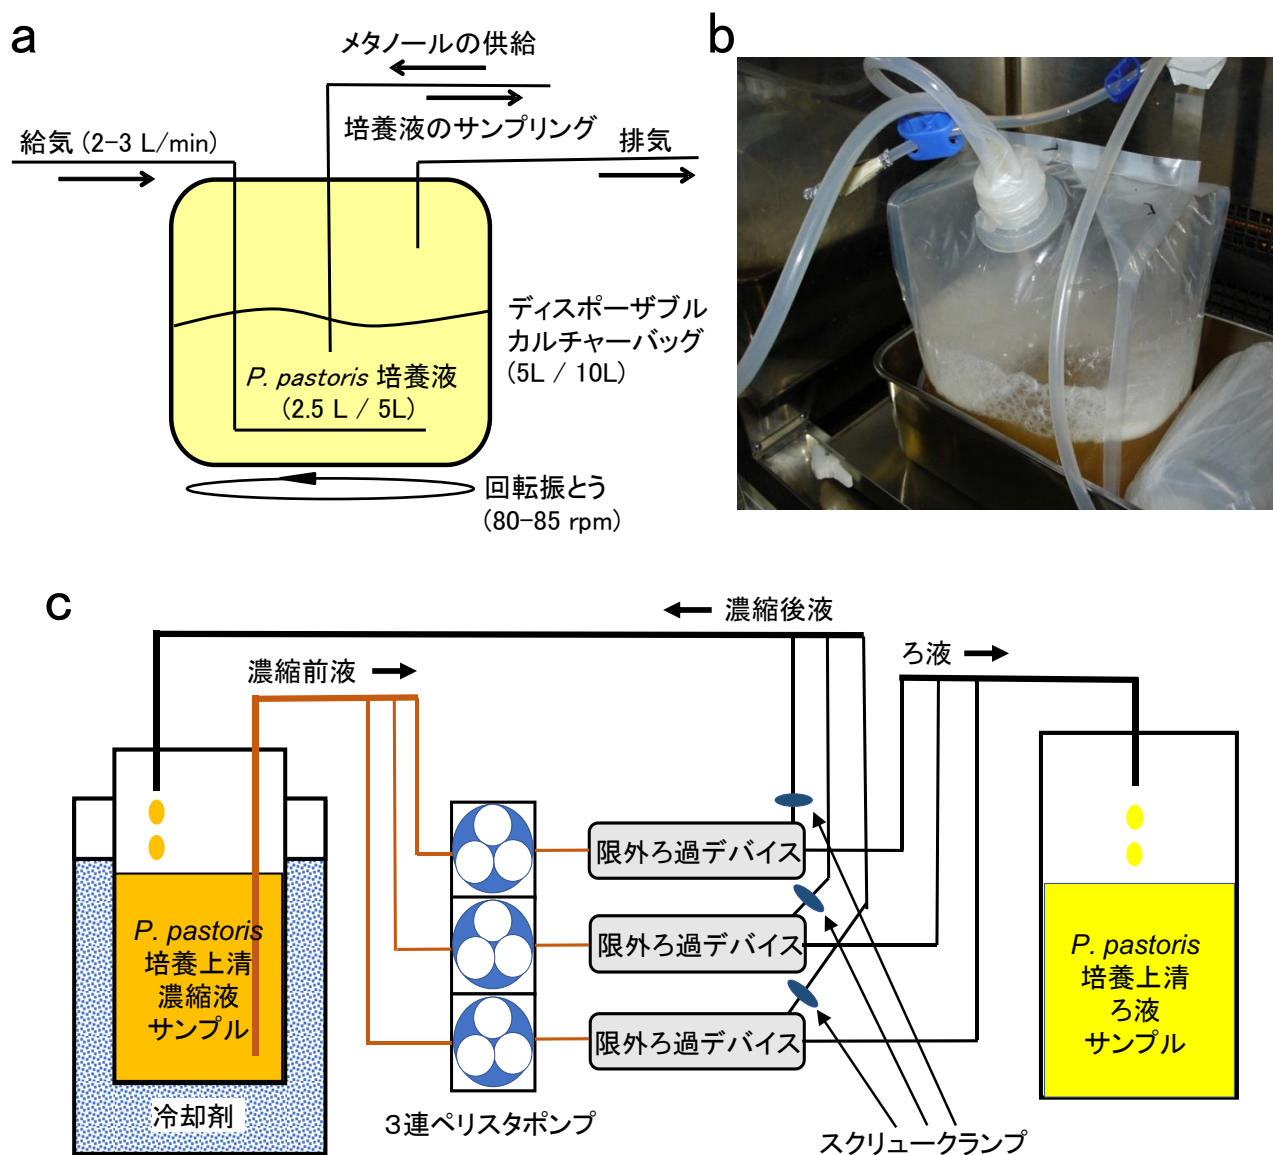 a
メタノールの供給
培養液のサンプリング
給気 (2-3 L/min)
排気
ディスポーザブル
カルチャーバッグ
(5L / 10L)
P. pastoris 培養液
(2.5 L / 5L)
回転振とう
(80-85 rpm)
b
c
濃縮後液
濃縮前液
ろ液
限外ろ過デバイス
限外ろ過デバイス
限外ろ過デバイス
P. pastoris
培養上清
濃縮液
サンプル
冷却剤
3連ペリスタポンプ
スクリュークランプ
P. pastoris
培養上清
ろ液
サンプル